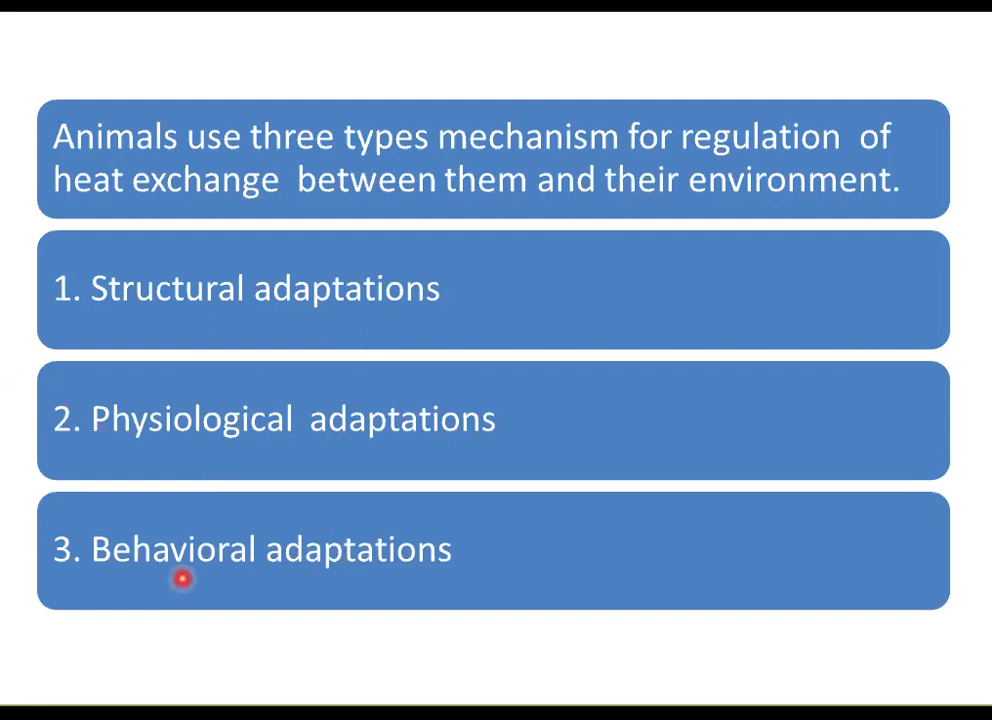 Animals use three types mechanism for regulation  of
heat exchange  between them and their environment.
1. Structural adaptations
2. Physiological  adaptations
3. Behavioral adaptations